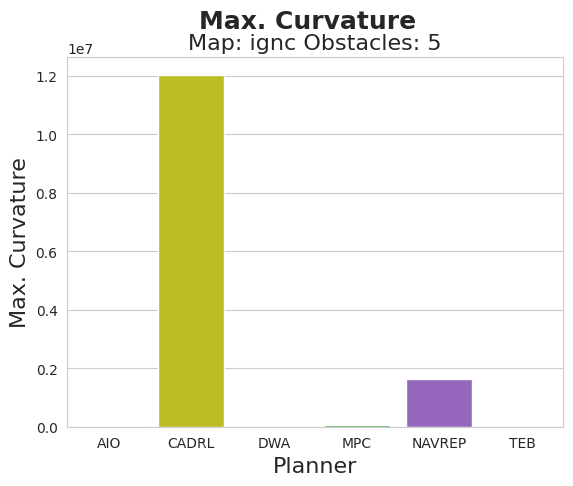 Max. Curvature
Map: ignc Obstacles: 5
1e7
1.2
1.0
0.8
0.6
0.4
0.2
0.0
Max. Curvature
AIO CADRL DWA MPC NAVREP TEB
Planner